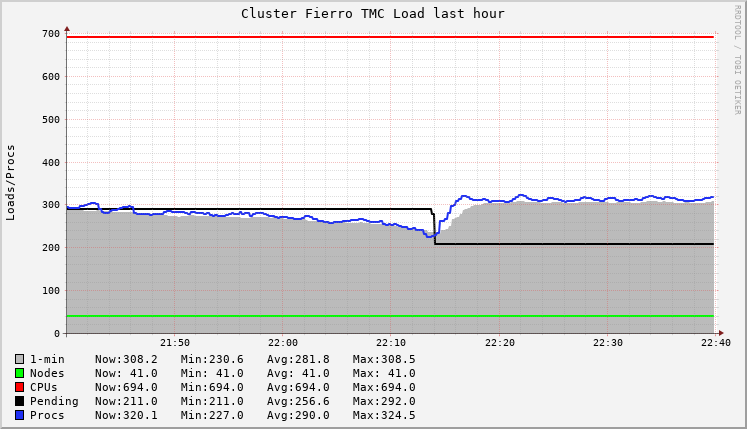 Cluster Fierro TMC Load last hour
RRDTOOL / TOBI OETIKER
Loads/Procs
700
600
500
400
300
200
100
0
21:50 22:00 22:10 22:20 22:30 22:40
1-min Now:308.2 Min:230.6 Avg:281.8 Max:308.5
Nodes Now: 41.0 Min: 41.0 Avg: 41.0 Max: 41.0
CPUs Now:694.0 Min:694.0 Avg:694.0 Max:694.0
Pending Now:211.0 Min:211.0 Avg:256.6 Max:292.0
Procs Now:320.1 Min:227.0 Avg:290.0 Max:324.5